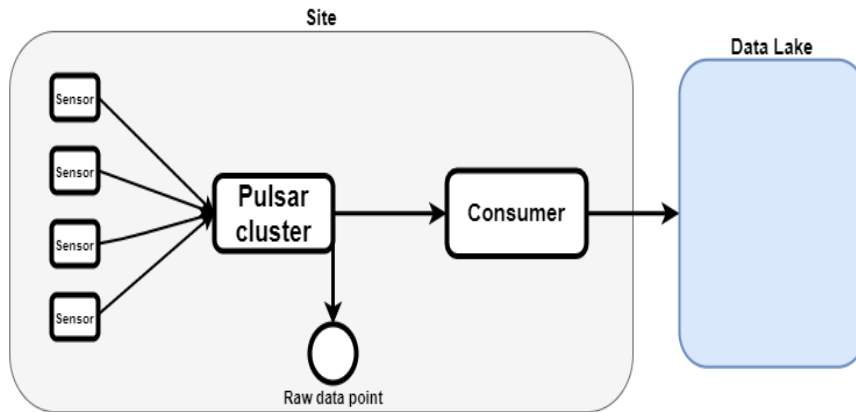 Site
Data Lake
Sensor
Sensor
Sensor
Sensor
Pulsar
cluster
Consumer
Raw data point